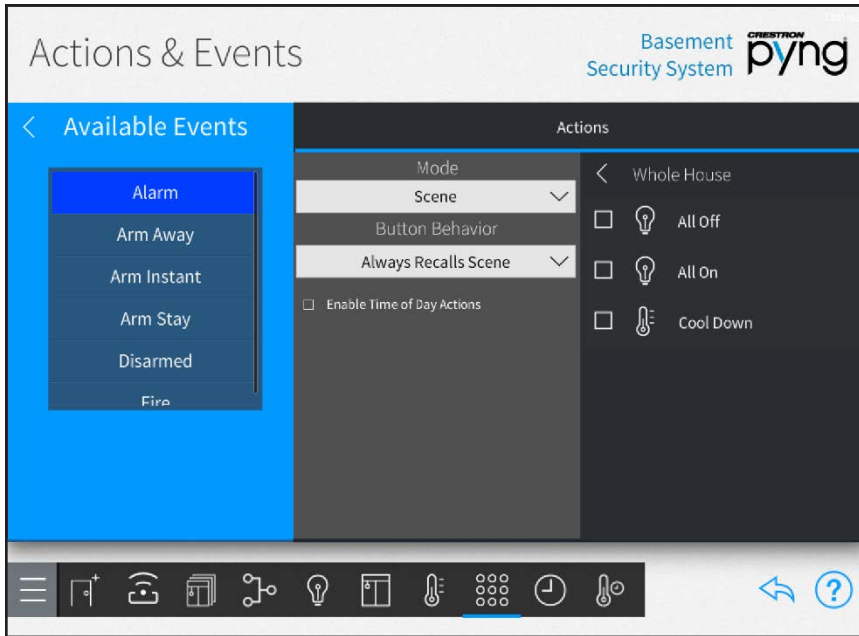 Actions & Events
Basement
Security System
CRESTRON
pyng
Available Events
Actions
Alarm
Arm Away
Arm Instant
Arm Stay
Disarmed
Fire
Mode
Scene
Button Behavior
Always Recalls Scene
Enable Time of Day Actions
Whole House
All Off
All On
Cool Down
?